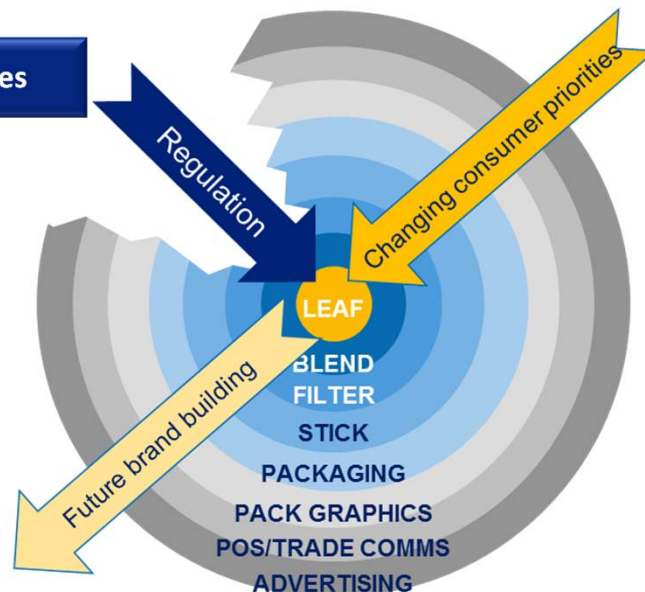 es
Regulation
Changing consumer priorities
LEAF
BLEND
FILTER
STICK
PACKAGING
PACK GRAPHICS
POS/TRADE COMMS
ADVERTISING
Future brand building